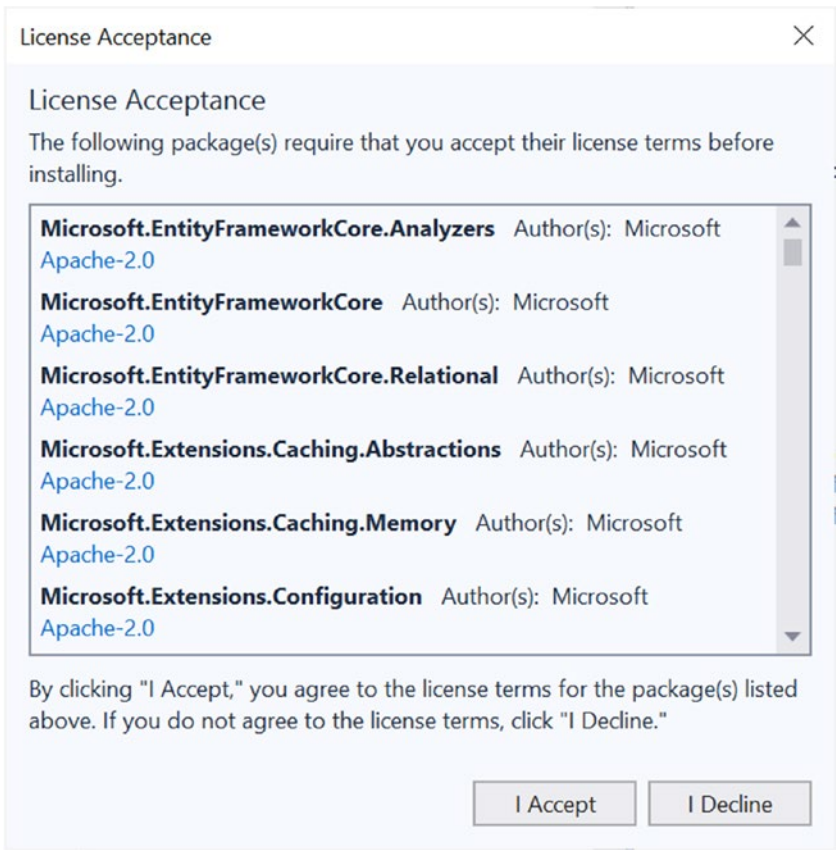 License Acceptance
License Acceptance
The following package(s) require that you accept their license terms before
installing.
Microsoft.EntityFrameworkCore.Analyzers Author(s): Microsoft
Apache-2.0
Microsoft.EntityFrameworkCore Author(s): Microsoft
Apache-2.0
Microsoft.EntityFrameworkCore.Relational Author(s): Microsoft
Apache-2.0
Microsoft.Extensions.Caching.Abstractions Author(s): Microsoft
Apache-2.0
Microsoft.Extensions.Caching.Memory Author(s): Microsoft
Apache-2.0
Microsoft.Extensions.Configuration Author(s): Microsoft
Apache-2.0
By clicking "I Accept," you agree to the license terms for the package(s) listed
above. If you do not agree to the license terms, click "I Decline."
I Accept I Decline